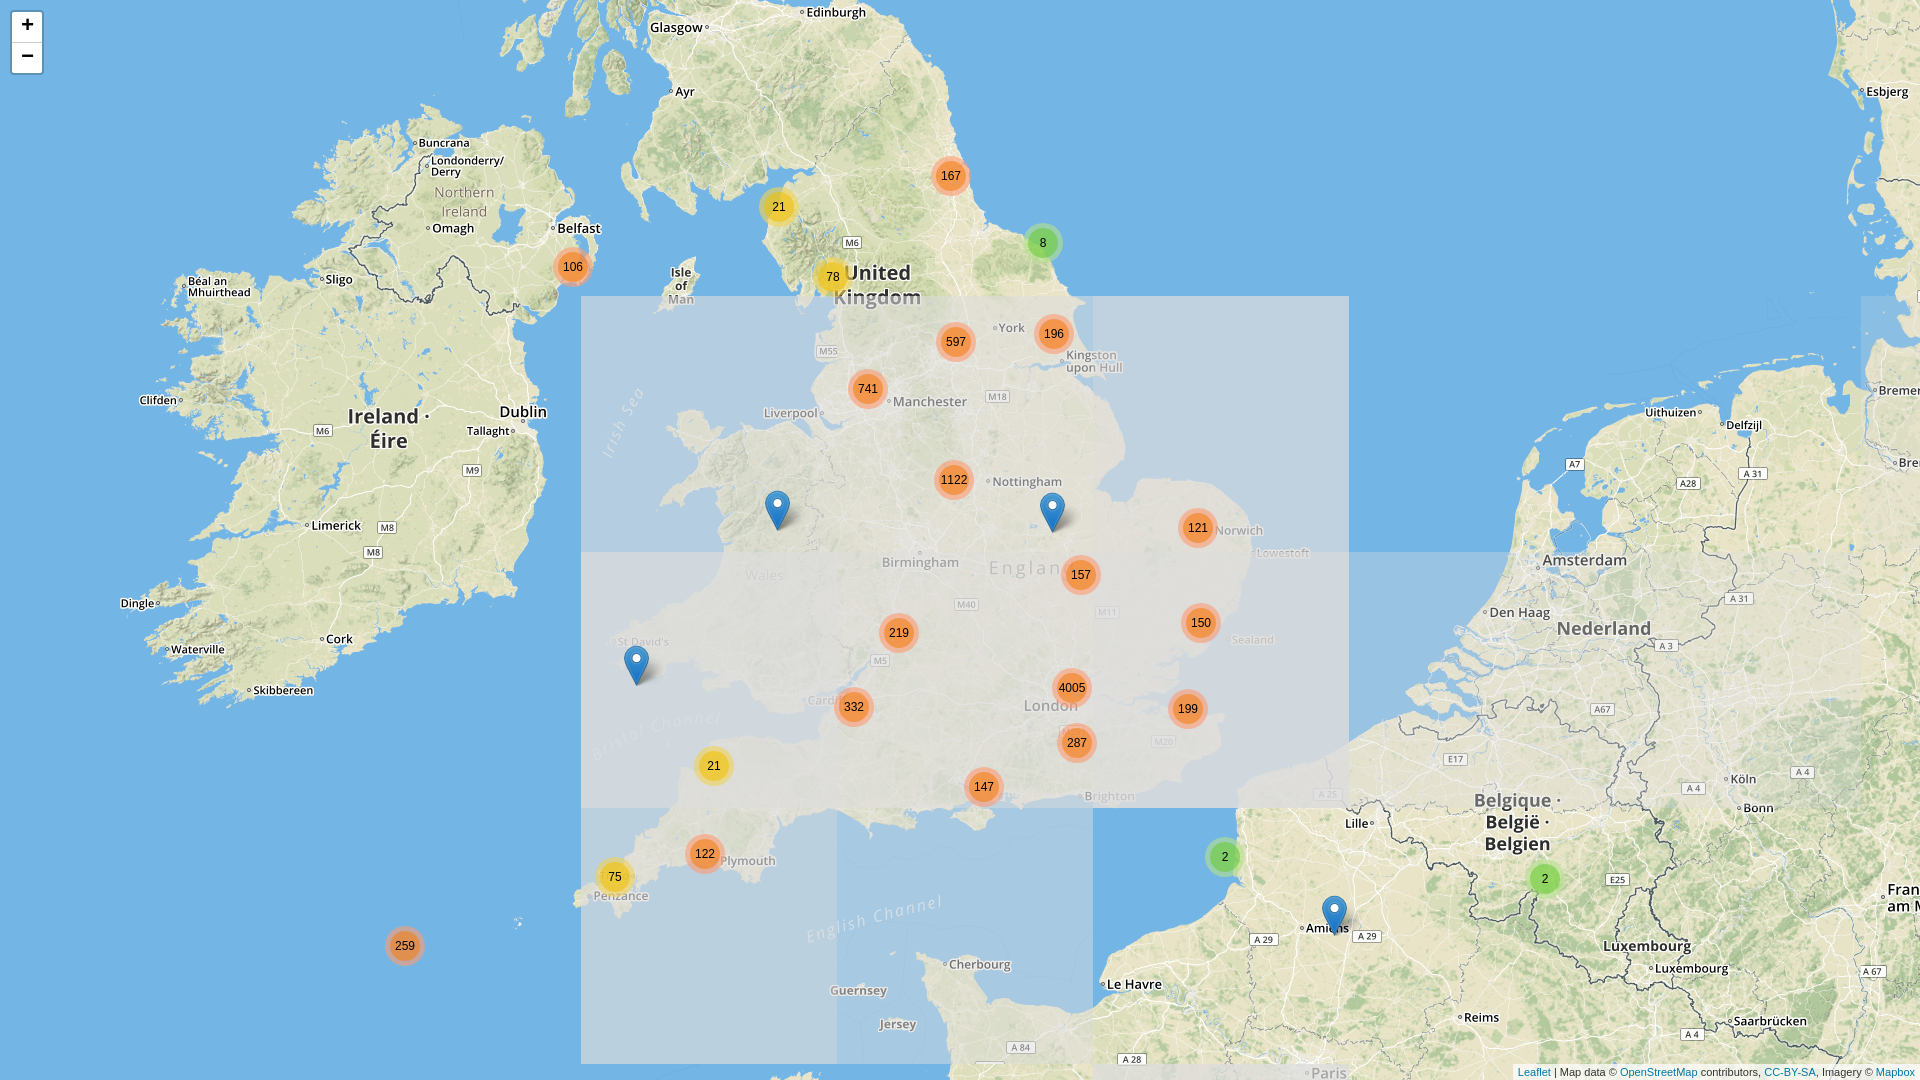 +
−
Edinburgh
Glasgow
Ayr
Esbjerg
Buncrana
Londonderry/
Derry
Northern
Ireland
Omagh
Belfast
167
21
8
M6
106
78
United
Kingdom
Isle
of
Man
Sligo
Béal an
Mhuirthead
York
196
597
M55
Kingston
upon Hull
741
Manchester
M18
Liverpool
Irish Sea
Clifden
Dublin
Ireland ·
Éire
Tallaght
M6
M9
Uithuizen
Delfzijl
A7
A 31
A28
1122
Nottingham
Limerick
M8
M8
121
Norwich
Lowestoft
Birmingham
England
157
Wales
Amsterdam
Dingle
M40
M11
A 31
Den Haag
Nederland
150
Sealand
219
Cork
St David's
Waterville
M5
A 3
Skibbereen
4005
Cardiff
332
London
199
A67
Bristol Channel
287
M20
E17
21
147
Brighton
A 25
A 4
A 4
Köln
Bonn
Belgique ·
België ·
Belgien
Lille
122
Plymouth
2
75
Penzance
2
E25
English Channel
259
Amiens
A 29
A 29
Luxembourg
Luxembourg
Cherbourg
A 67
Le Havre
Guernsey
Jersey
Reims
Saarbrücken
A 4
A 84
A 28
Paris
Leaflet | Map data © OpenStreetMap contributors, CC-BY-SA, Imagery © Mapbox